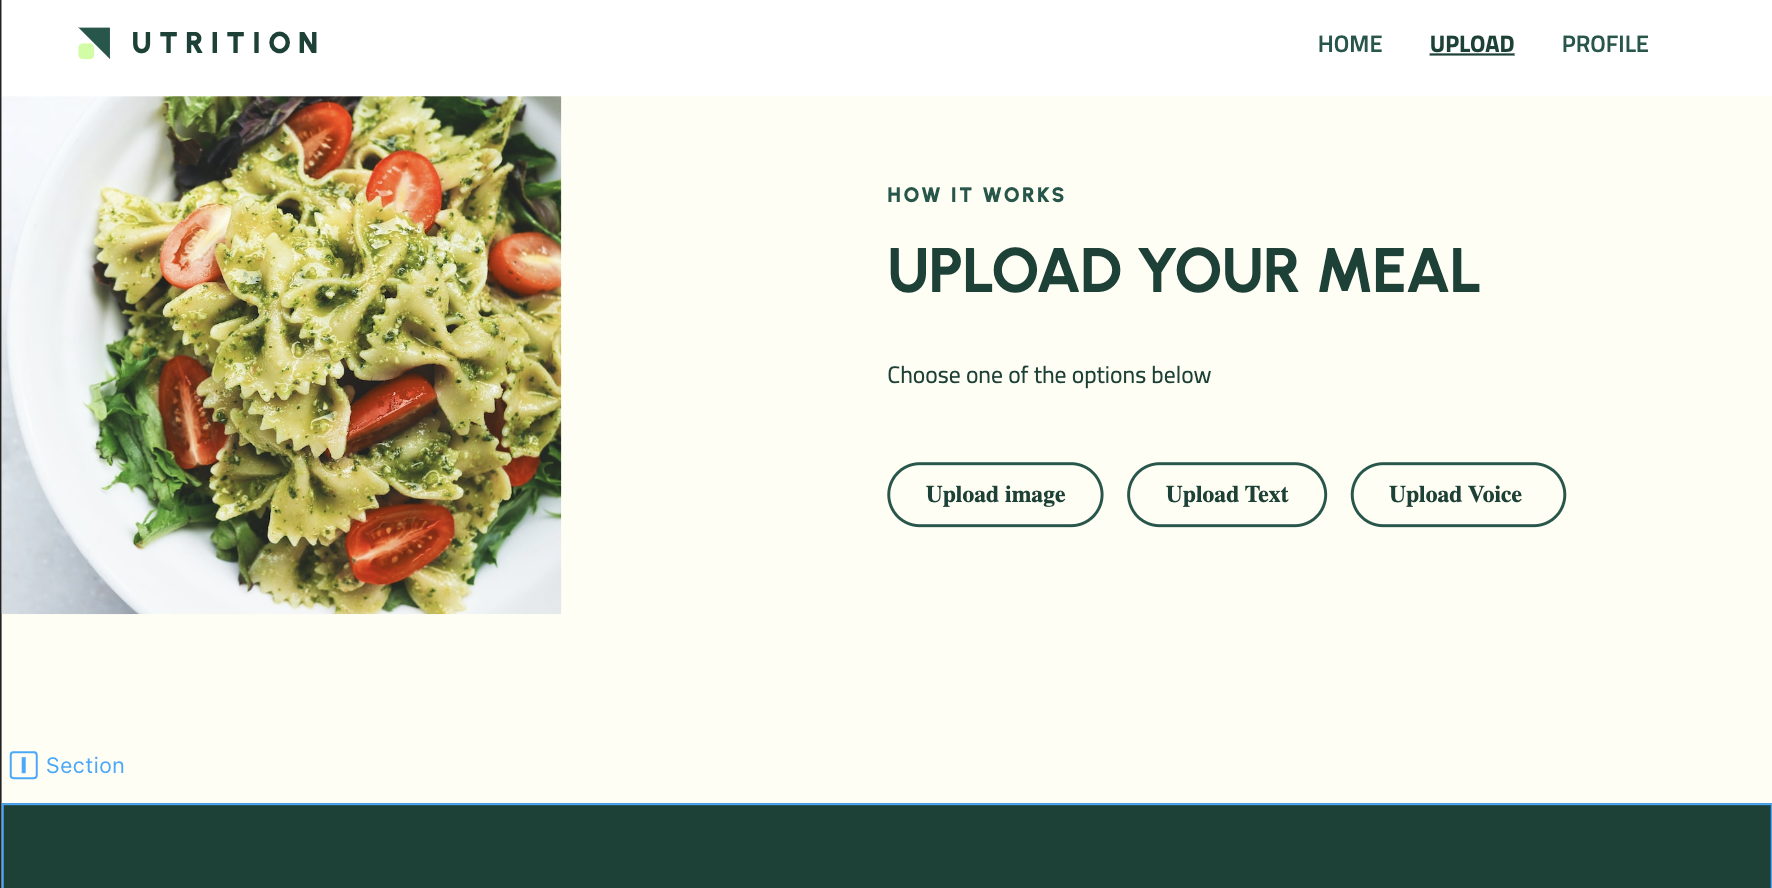 UTRITION
HOME UPLOAD PROFILE
HOW IT WORKS
UPLOAD YOUR MEAL
Choose one of the options below
Upload image Upload Text Upload Voice
Section